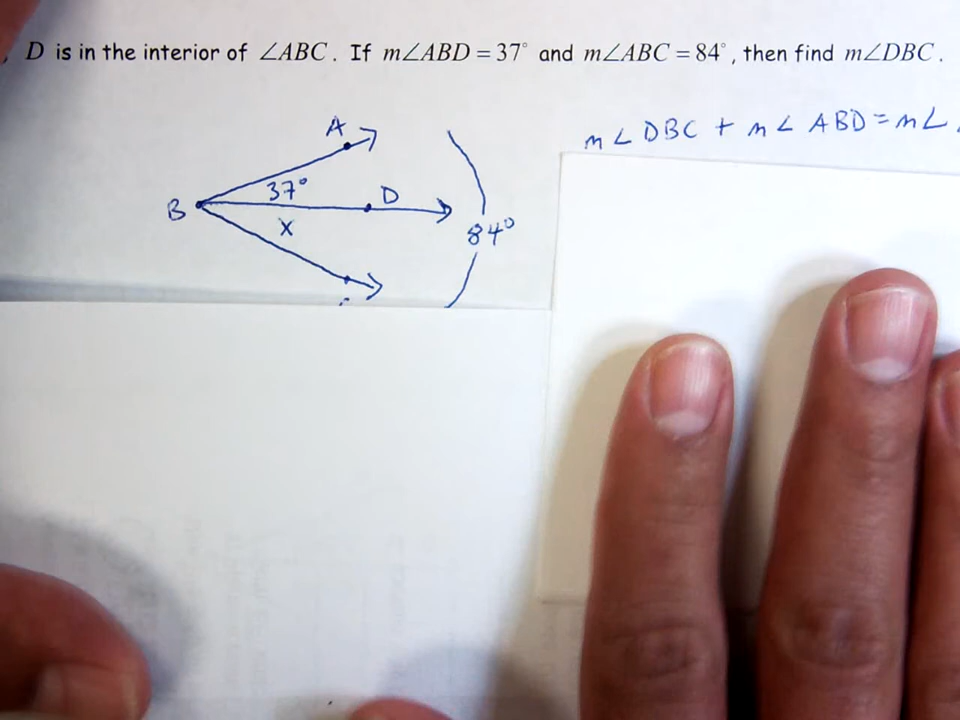 D is in the interior of ∠ABC. If m∠ABD = 37° and m∠ABC = 84°, then find m∠DBC.
m∠DBC + m∠ABD = m∠
A
37°
D
B
x
84°